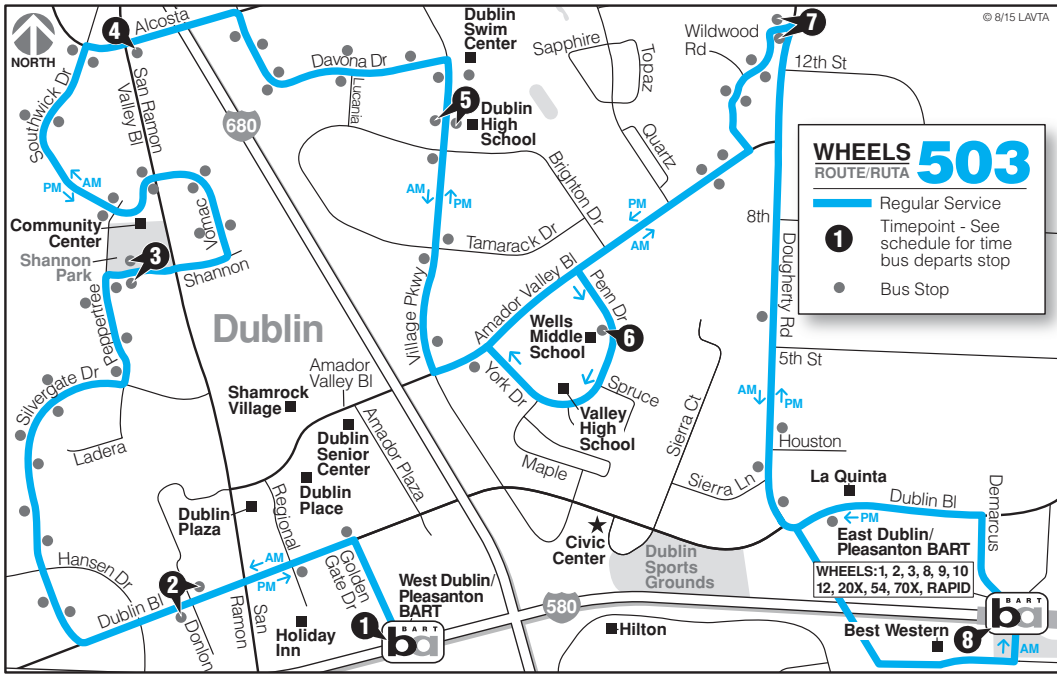 © 8/15 LAVTA
NORTH
4
Alcosta
Dublin
Swim
Center
Sapphire
Topaz
Wildwood
Rd
7
12th St
Southwick Dr
San Ramon
Valley Bl
Davona Dr
Lucania
680
5
Dublin
High
School
Quartz
Brighton Dr
WHEELS
ROUTE/RUTA
503
Regular Service
1
Timepoint - See
schedule for time
bus departs stop
Bus Stop
PM
AM
AM
PM
PM
AM
8th
Community
Center
Vomac
Shannon
Park
3
Shannon
Tamarack Dr
Village Pkwy
Amador Valley Bl
Penn Dr
Dougherty Rd
Peppertree
Dublin
Wells
Middle
School
6
5th St
Silvergate Dr
Amador
Valley Bl
York Dr
Spruce
Shamrock
Village
Valley
High
School
Sierra Ct
AM
PM
Ladera
Dublin
Senior
Center
Amador Plaza
Houston
Maple
Sierra Ln
La Quinta
Dublin
Place
Regional
Dublin
Plaza
Dublin Bl
Demarcus
PM
Civic
Center
East Dublin/
Pleasanton BART
Hansen Dr
AM
PM
Golden
Gate Dr
Dublin
Sports
Grounds
WHEELS:1, 2, 3, 8, 9, 10
12, 20X, 54, 70X, RAPID
2
West Dublin/
Pleasanton
BART
580
Dublin Bl
Donlon
San
Ramon
Holiday
Inn
1
BART
ba
Hilton
Best Western
8
BART
ba
AM